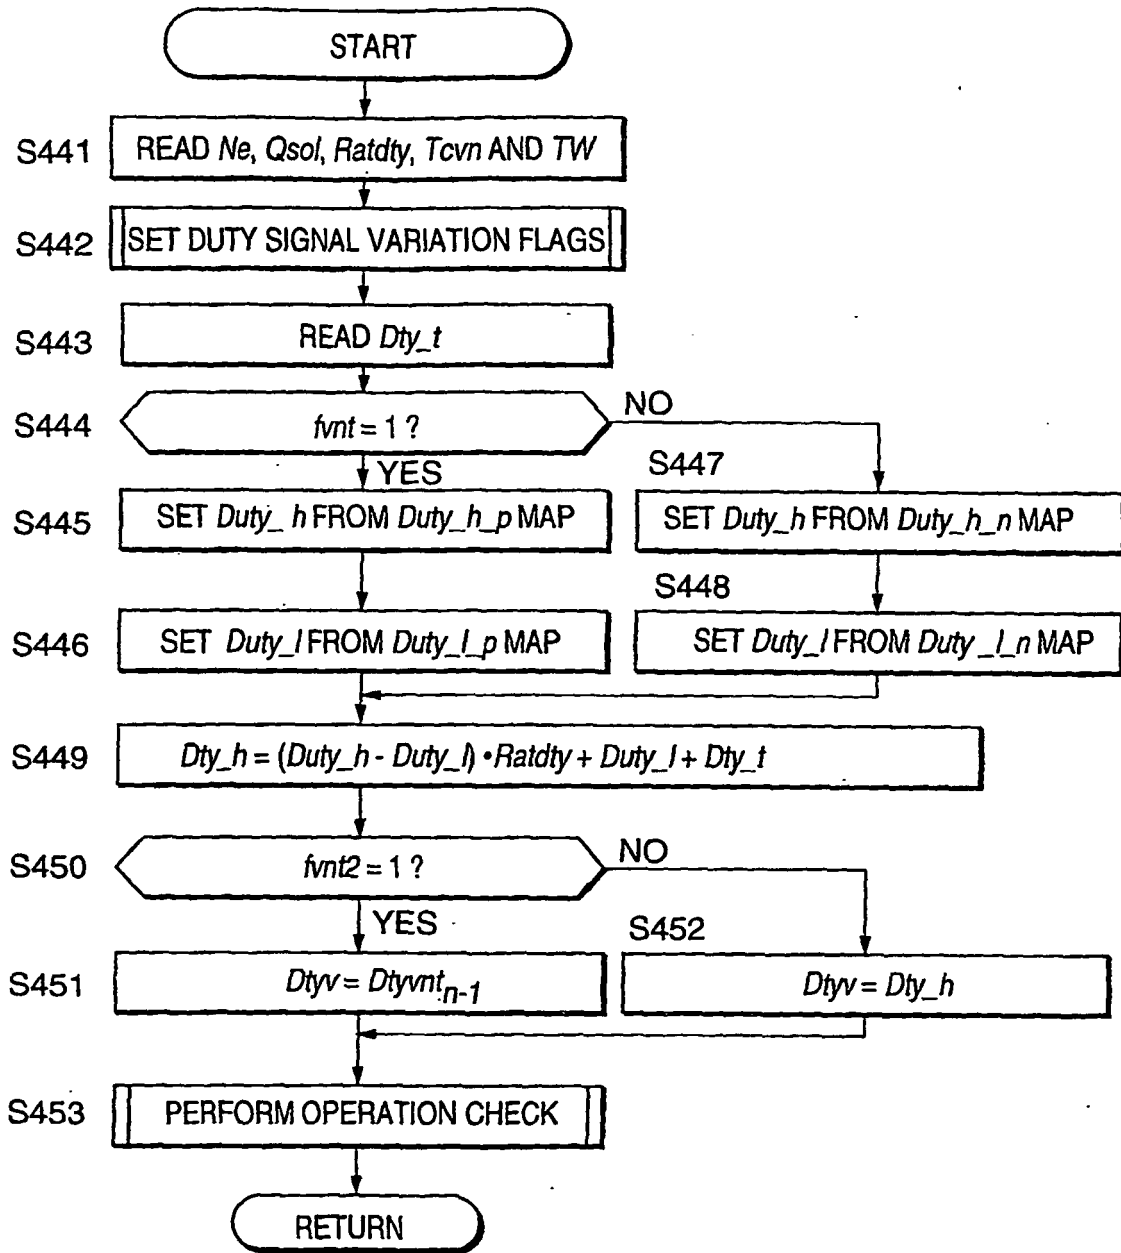 START
S441 READ Ne, Qsol, Ratdty, Tcvn AND TW
S442 SET DUTY SIGNAL VARIATION FLAGS
S443 READ Dty_t
S444 fvnt = 1 ? NO
YES S447
S445 SET Duty_ h FROM Duty_h_p MAP SET Duty_h FROM Duty_h_n MAP
S448
S446 SET Duty_l FROM Duty_l_p MAP SET Duty_l FROM Duty _l_n MAP
S449 Dty_h = (Duty_h - Duty_l) •Ratdty + Duty_l + Dty_t
S450 fvnt2 = 1 ? NO
YES S452
S451 Dtyv = Dtyvnt n-1 Dtyv = Dty_h
S453 PERFORM OPERATION CHECK
RETURN